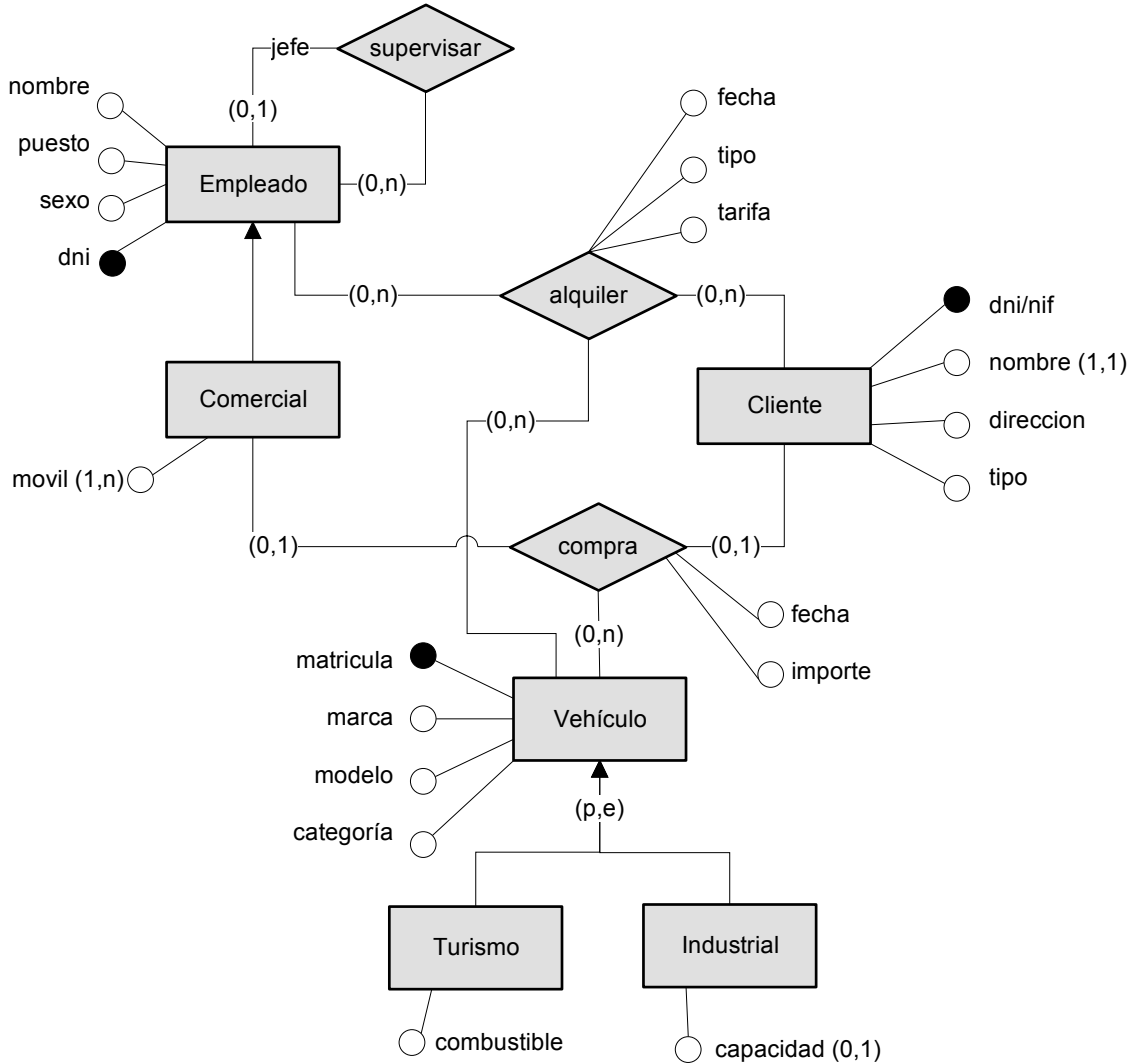 jefe
supervisar
nombre
(0,1)
fecha
puesto
tipo
Empleado
(0,n)
sexo
tarifa
dni
(0,n)
alquiler
(0,n)
dni/nif
nombre (1,1)
Comercial
Cliente
(0,n)
direccion
movil (1,n)
tipo
(0,1)
compra
(0,1)
fecha
(0,n)
matricula
importe
marca
Vehículo
modelo
(p,e)
categoría
Turismo
Industrial
combustible
capacidad (0,1)